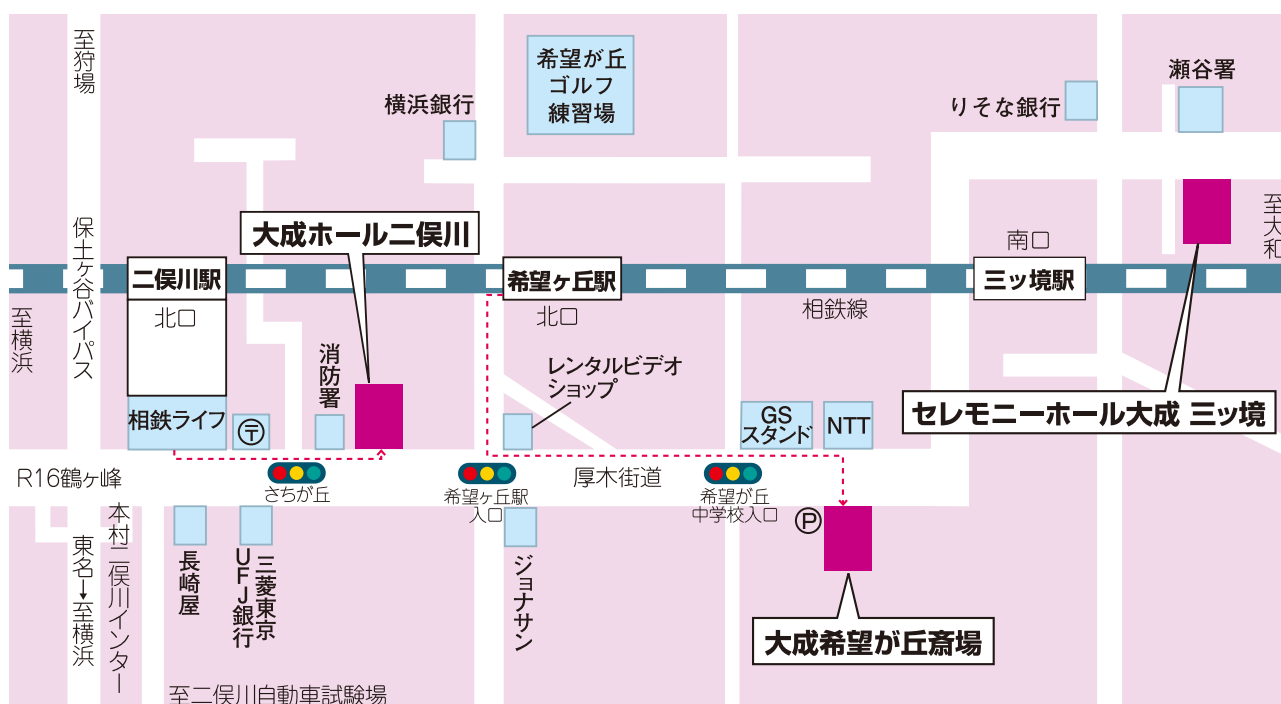 至狩場
横浜銀行
希望が丘
ゴルフ
練習場
りそな銀行
瀬谷署
保土ヶ谷バイパス
大成ホール二俣川
南口
至大和
二俣川駅
希望ヶ丘駅
三ッ境駅
北口
北口
相鉄線
至横浜
消防署
レンタルビデオ
ショップ
相鉄ライフ
〒
GS
スタンド
NTT
セレモニーホール大成 三ッ境
R16鶴ヶ峰
さちが丘
希望ヶ丘駅
入口
厚木街道
希望が丘
中学校入口
P
東名→至横浜
本村二俣川インター
長崎屋
三菱東京
UFJ銀行
ジョナサン
大成希望が丘斎場
至二俣川自動車試験場